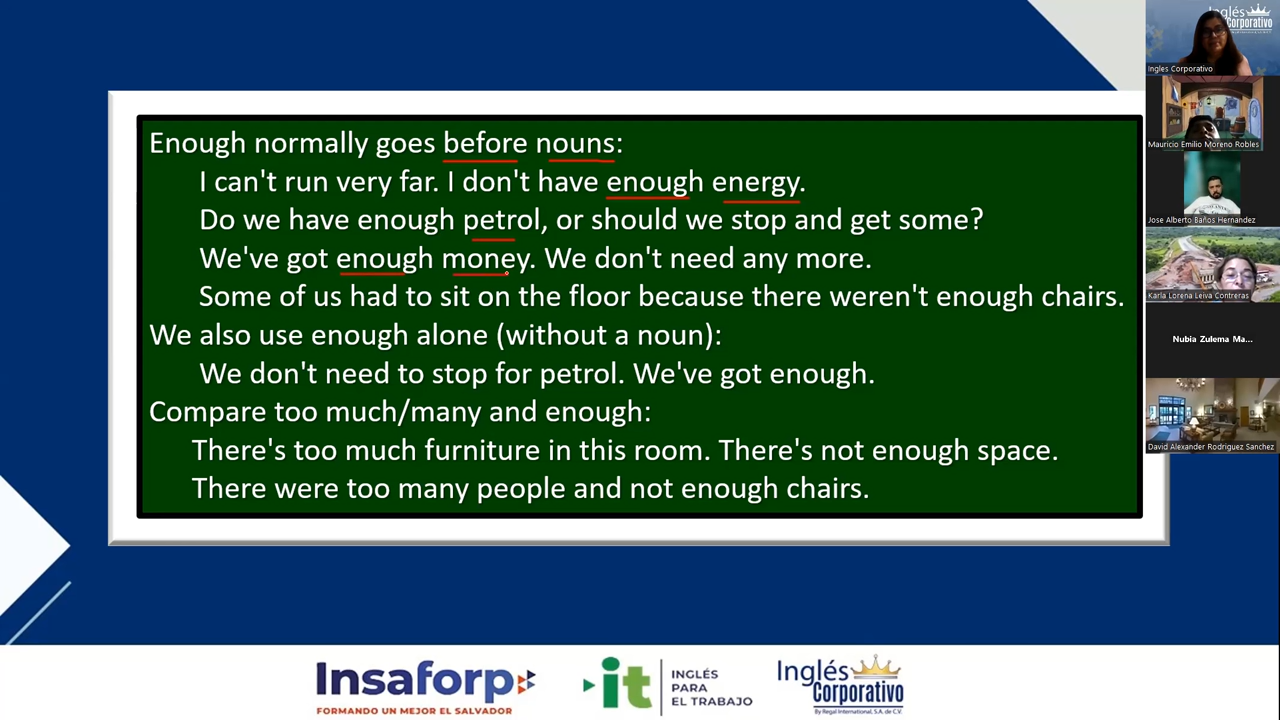 Enough normally goes before nouns:
I can't run very far. I don't have enough energy.
Do we have enough petrol, or should we stop and get some?
We've got enough money. We don't need any more.
Some of us had to sit on the floor because there weren't enough chairs.
We also use enough alone (without a noun):
We don't need to stop for petrol. We've got enough.
Compare too much/many and enough:
There's too much furniture in this room. There's not enough space.
There were too many people and not enough chairs.
Inglés
Corporativo
Ingles Corporativo
Mauricio Emilio Moreno Robles
Jose Alberto Baños Hernandez
Karla Lorena Leiva Contreras
Nubia Zulema Ma...
David Alexander Rodriguez Sanchez
Insaforp
FORMANDO UN MEJOR EL SALVADOR
it
INGLÉS
PARA
EL TRABAJO
Inglés
Corporativo
By Regal International, S.A. de C.V.